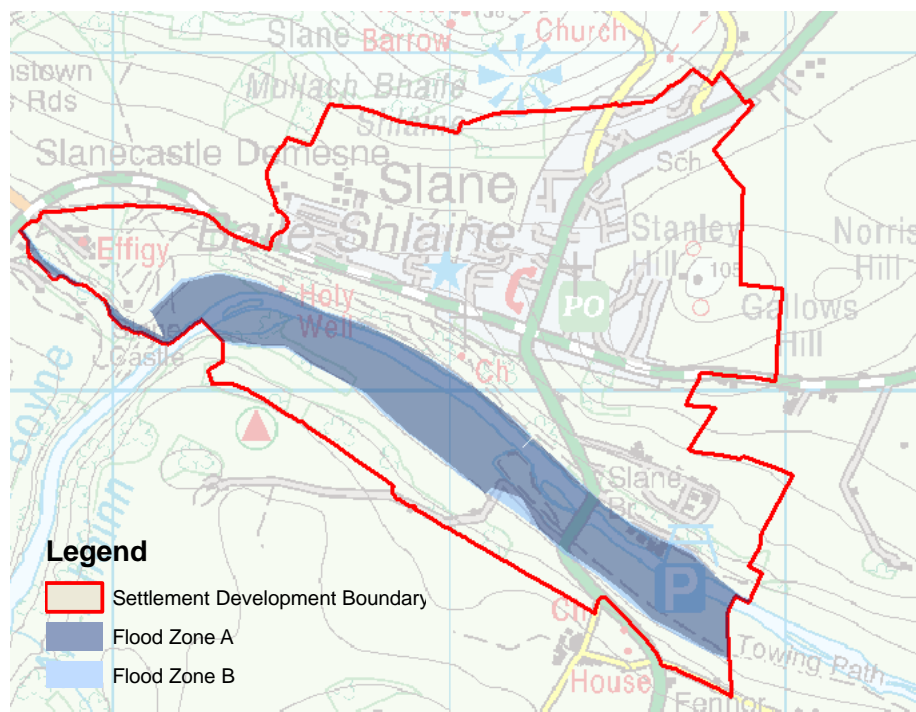 Slane
Barrow
Church
nstown
s Rds
Mullach Bhaile
Shláine
Slanecastle Demesne
Sch
Slane
Baile Shláine
Effigy
Stanley
Hill
105
Norris
Hill
Holy
Well
PO
Gallows
Hill
Castle
Ch
Boyne
Slane
Br
P
Legend
Settlement Development Boundary
Flood Zone A
Flood Zone B
Ch
House
Towing Path
Fennor